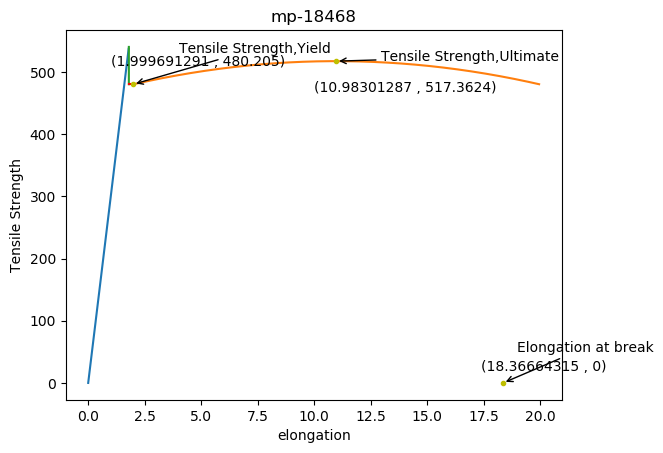 mp-18468
Tensile Strength,Yield
(1.999691291 , 480.205)
Tensile Strength,Ultimate
(10.98301287 , 517.3624)
Elongation at break
(18.36664315 , 0)
Tensile Strength
500
400
300
200
100
0
0.0 2.5 5.0 7.5 10.0 12.5 15.0 17.5 20.0
elongation